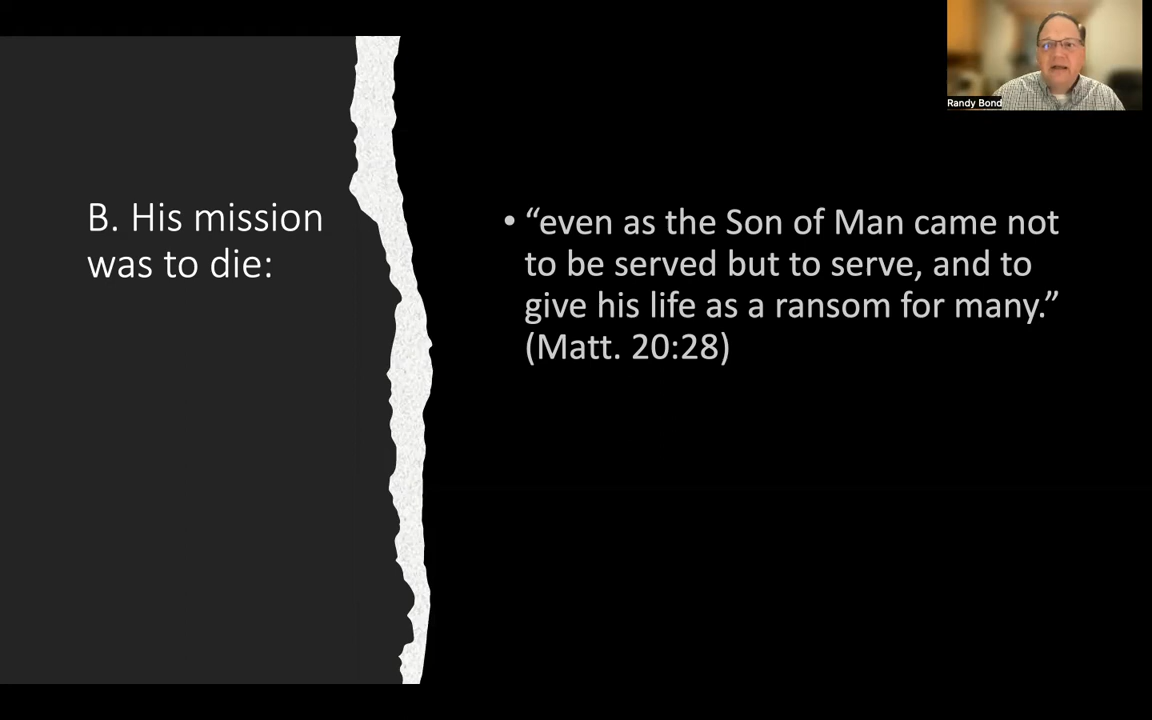 Randy Bond
B. His mission
was to die:
• “even as the Son of Man came not
to be served but to serve, and to
give his life as a ransom for many.”
(Matt. 20:28)